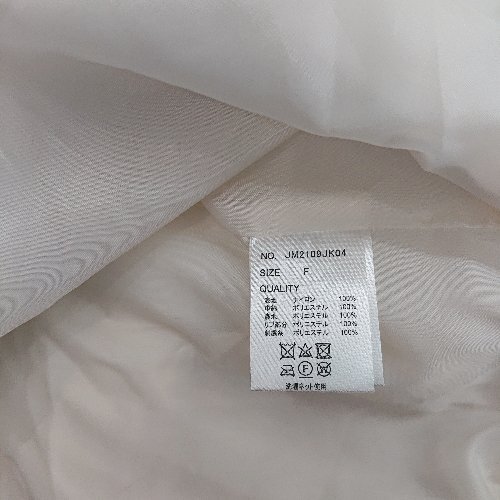 NO. JM2109JK04
SIZE F
QUALITY
表地 ナイロン 100%
中綿 ポリエステル 100%
裏地 ポリエステル 100%
リブ部分 ポリエステル 100%
刺繍糸 ポリエステル 100%
洗濯ネット使用